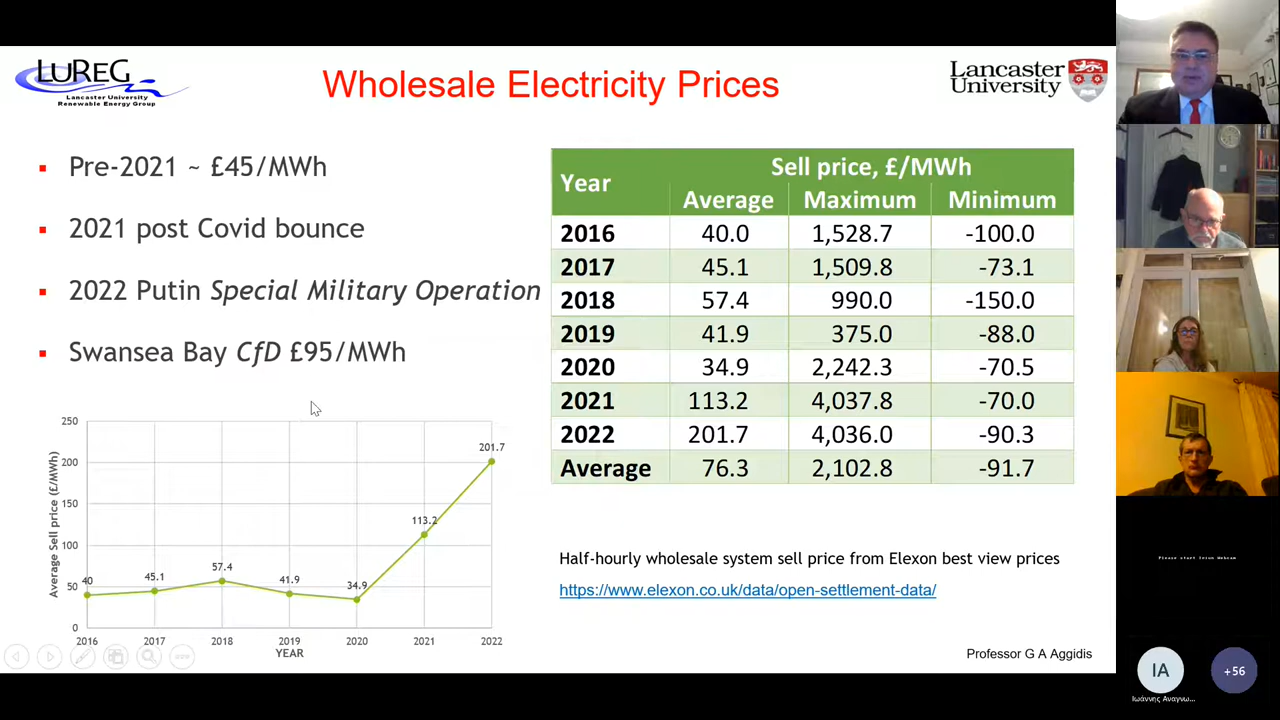 LUREG
Lancaster University
Renewable Energy Group
Wholesale Electricity Prices
Lancaster
University
Pre-2021 ~ £45/MWh
2021 post Covid bounce
2022 Putin Special Military Operation
Swansea Bay CfD £95/MWh
Year Sell price, £/MWh
Average Maximum Minimum
2016 40.0 1,528.7 -100.0
2017 45.1 1,509.8 -73.1
2018 57.4 990.0 -150.0
2019 41.9 375.0 -88.0
2020 34.9 2,242.3 -70.5
2021 113.2 4,037.8 -70.0
2022 201.7 4,036.0 -90.3
Average 76.3 2,102.8 -91.7
Average Sell price (£/MWh)
250
200
150
100
50
0
40
45.1
57.4
41.9
34.9
113.2
201.7
2016 2017 2018 2019 2020 2021 2022
YEAR
Half-hourly wholesale system sell price from Elexon best view prices
https://www.elexon.co.uk/data/open-settlement-data/
Professor G A Aggidis
Please start Irium Webcam
IA
Ιωάννης Αναγνω...
+56